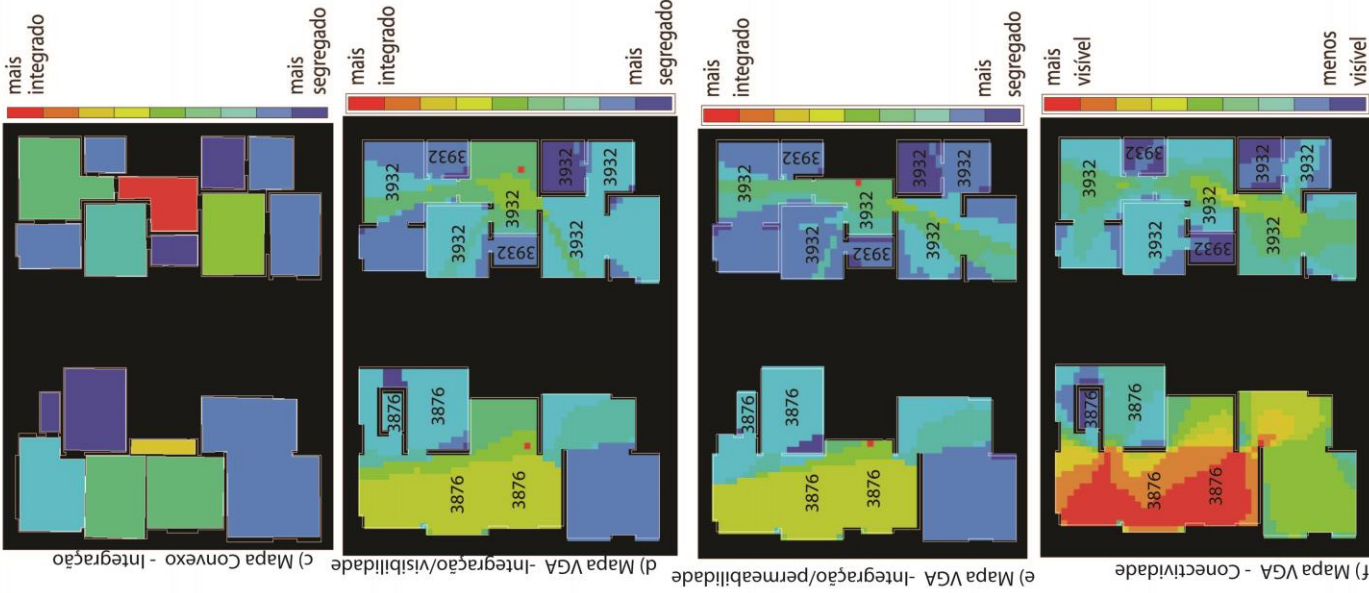 mais
integrado
mais
segregado
c) Mapa Convexo - Integração
mais
integrado
mais
segregado
3932
3932
3932
3932
3932
3932
3932
3932
3876
3876
3876
3876
d) Mapa VGA -Integração/visibilidade
mais
integrado
mais
segregado
3932
3932
3932
3932
3932
3932
3932
3932
3876
3876
3876
3876
e) Mapa VGA -Integração/permeabilidade
mais
visível
menos
visível
3932
3932
3932
3932
3932
3932
3932
3932
3876
3876
3876
3876
f) Mapa VGA - Conectividade